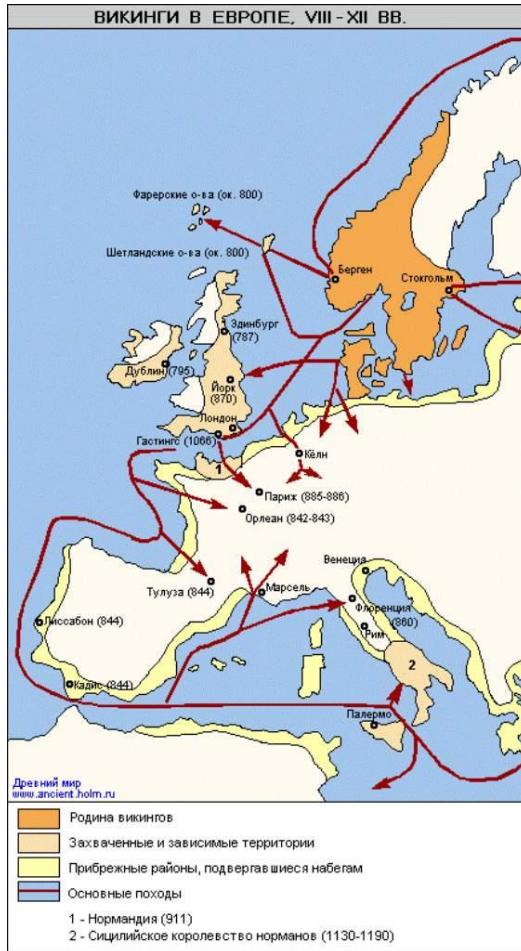 ВИКИНГИ В ЕВРОПЕ, VIII - XII ВВ.
Фарерские о-ва (ок. 800)
Шетландские о-ва (ок. 800)
Берген
Стокгольм
Эдинбург
(787)
Дублин (795)
Йорк
(870)
Лондон
Гастингс (1066)
1
Кёлн
Париж (885-886)
Орлеан (842-843)
Венеция
Тулуза (844)
Марсель
Флоренция
(860)
Рим
Лиссабон (844)
2
Кадис (844)
Палермо
Древний мир
www.ancient.holm.ru
Родина викингов
Захваченные и зависимые территории
Прибрежные районы, подвергавшиеся набегам
Основные походы
1 - Нормандия (911)
2 - Сицилийское королевство норманов (1130-1190)